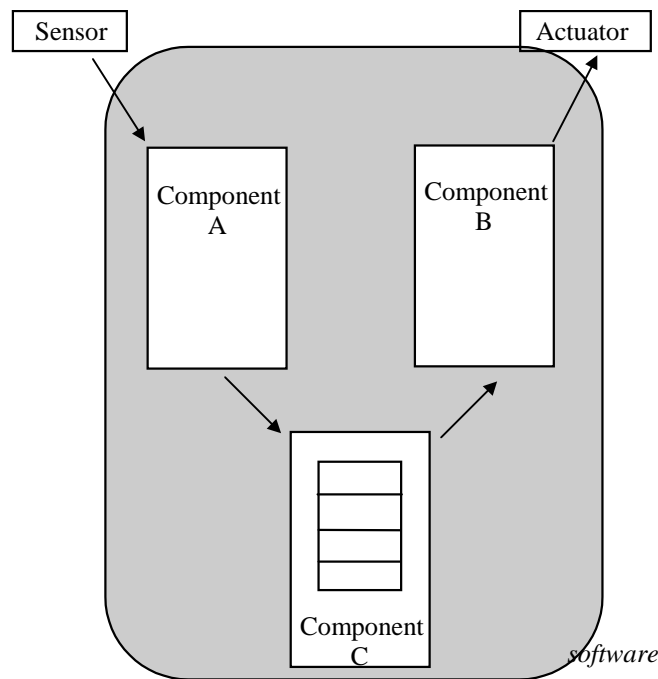 Sensor
Actuator
Component
A
Component
B
Component
C
software